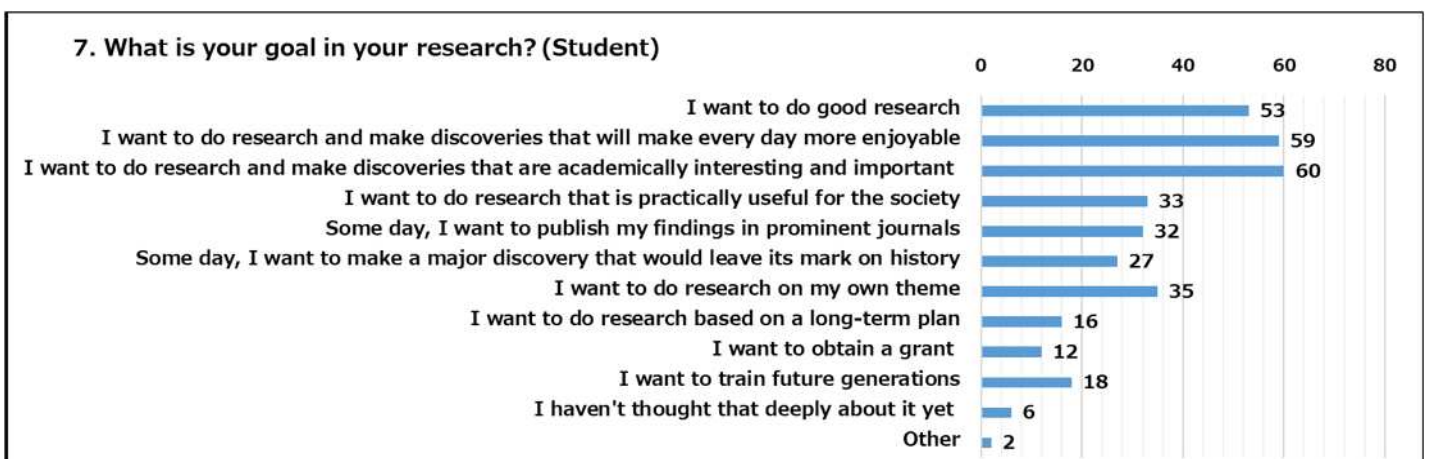 7. What is your goal in your research? (Student)
0 20 40 60 80
I want to do good research 53
I want to do research and make discoveries that will make every day more enjoyable 59
I want to do research and make discoveries that are academically interesting and important 60
I want to do research that is practically useful for the society 33
Some day, I want to publish my findings in prominent journals 32
Some day, I want to make a major discovery that would leave its mark on history 27
I want to do research on my own theme 35
I want to do research based on a long-term plan 16
I want to obtain a grant 12
I want to train future generations 18
I haven't thought that deeply about it yet 6
Other 2